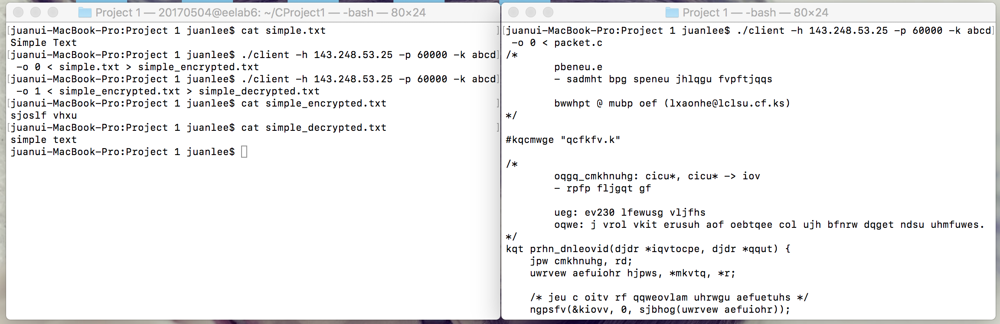 Project 1 — 20170504@eelab6: ~/CProject1 — -bash — 80×24
[juanui-MacBook-Pro:Project 1 juanlee$ cat simple.txt ]
Simple Text
[juanui-MacBook-Pro:Project 1 juanlee$ ./client -h 143.248.53.25 -p 60000 -k abcd]
 -o 0 < simple.txt > simple_encrypted.txt
[juanui-MacBook-Pro:Project 1 juanlee$ ./client -h 143.248.53.25 -p 60000 -k abcd]
 -o 1 < simple_encrypted.txt > simple_decrypted.txt
[juanui-MacBook-Pro:Project 1 juanlee$ cat simple_encrypted.txt ]
sjoslf vhxu
[juanui-MacBook-Pro:Project 1 juanlee$ cat simple_decrypted.txt ]
simple text
juanui-MacBook-Pro:Project 1 juanlee$
Project 1 — -bash — 80×24
[juanui-MacBook-Pro:Project 1 juanlee$ ./client -h 143.248.53.25 -p 60000 -k abcd]
 -o 0 < packet.c
/*
        pbeneu.e
        - sadmht bpg speneu jhlqgu fvpftjqqs
        bwwhpt @ mubp oef (lxaonhe@lclsu.cf.ks)
*/
#kqcmwge "qcfkfv.k"
/*
        oqgq_cmkhnuhg: cicu*, cicu* -> iov
        - rpfp fljgqt gf
        ueg: ev230 lfewusg vljfhs
        oqwe: j vrol vkit erusuh aof oebtqee col ujh bfnrw dqget ndsu uhmfuwes.
*/
kqt prhn_dnleovid(djdr *iqvtocpe, djdr *qqut) {
    jpw cmkhnuhg, rd;
    uwrvew aefuiohr hjpws, *mkvtq, *r;
    /* jeu c oitv rf qqweovlam uhrwgu aefuetuhs */
    ngpsfv(&kiovv, 0, sjbhog(uwrvew aefuiohr));